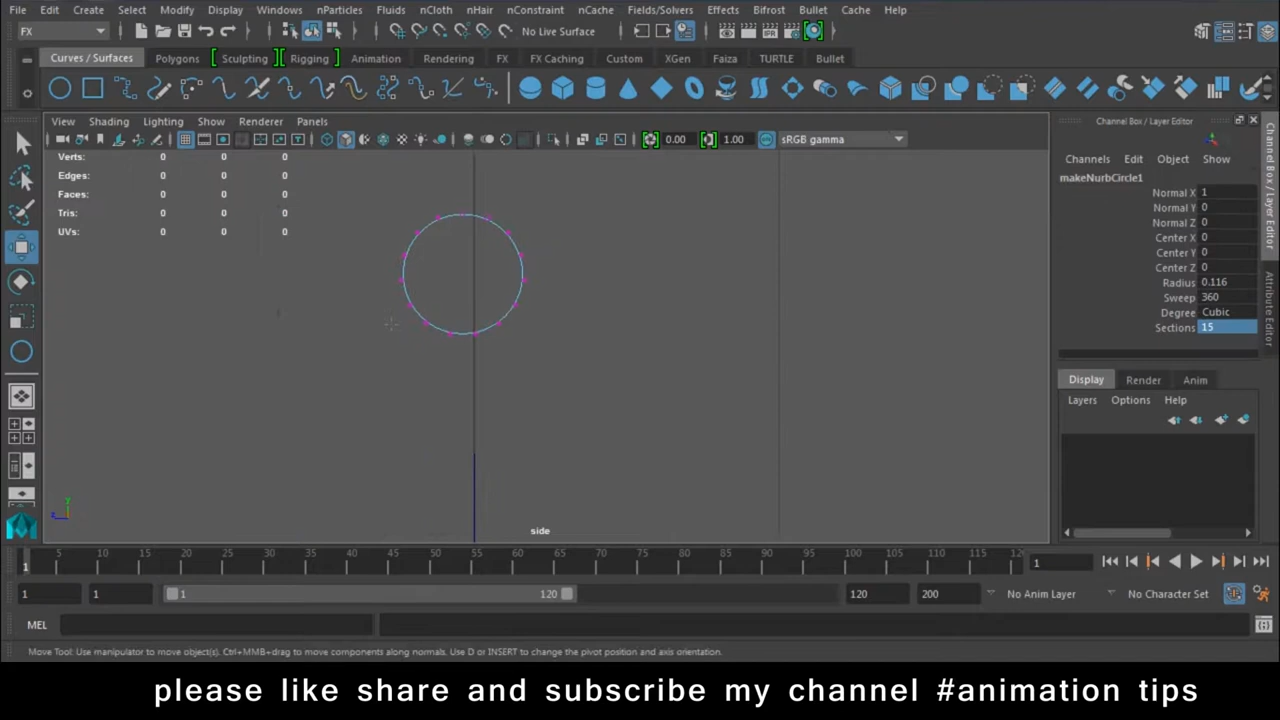 File Edit Create Select Modify Display Windows nParticles Fluids nCloth nHair nConstraint nCache Fields/Solvers Effects Bifrost Bullet Cache Help
FX No Live Surface
Curves / Surfaces Polygons Sculpting Rigging Animation Rendering FX FX Caching Custom XGen Faiza TURTLE Bullet
View Shading Lighting Show Renderer Panels
Channel Box / Layer Editor
0.00 1.00 sRGB gamma
Channels Edit Object Show
Verts: 0 0 0
Edges: 0 0 0
Faces: 0 0 0
Tris: 0 0 0
UVs: 0 0 0
makeNurbCircle1
Normal X 1
Normal Y 0
Normal Z 0
Center X 0
Center Y 0
Center Z 0
Radius 0.116
Sweep 360
Degree Cubic
Sections 15
Channel Box / Layer Editor
Attribute Editor
Display Render Anim
Layers Options Help
y
z
side
5 10 15 20 25 30 35 40 45 50 55 60 65 70 75 80 85 90 95 100 105 110 115 12
1 1
1 1 1 120 120 200 No Anim Layer No Character Set
MEL
Move Tool: Use manipulator to move object(s). Ctrl+MMB+drag to move components along normals. Use D or INSERT to change the pivot position and axis orientation.
please like share and subscribe my channel #animation tips